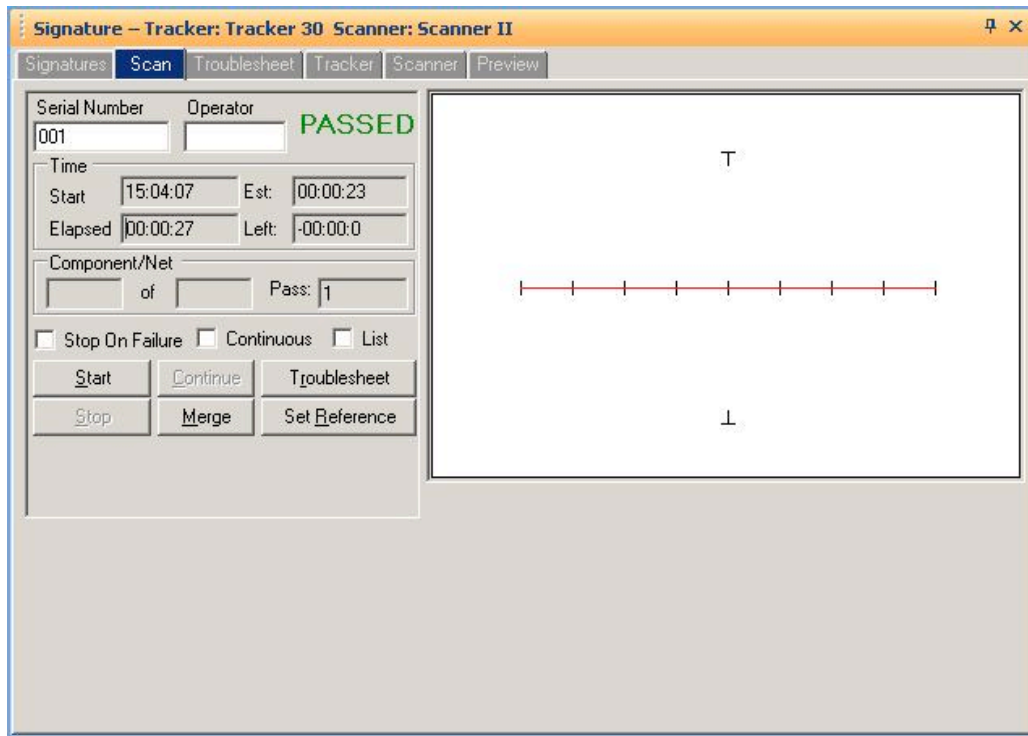 Signature – Tracker: Tracker 30 Scanner: Scanner II
Signatures Scan Troublesheet Tracker Scanner Preview
Serial Number Operator
001
PASSED
Time
Start 15:04:07 Est: 00:00:23
Elapsed 00:00:27 Left: -00:00:0
Component/Net
of Pass: 1
Stop On Failure Continuous List
Start Continue Troublesheet
Stop Merge Set Reference